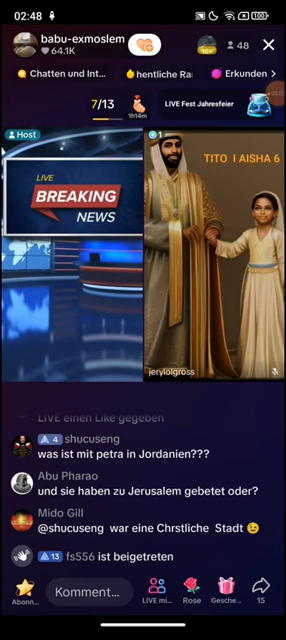 02:48
100
babu-exmoslem
64.1K
48
Chatten und Int...
hentliche Ra
Erkunden
7/13
1h14m
LIVE Fest Jahresfeier
Host
1
LIVE
BREAKING
NEWS
TITO I AISHA 6
jerylolgross
LIVE einen Like gegeben
4 shucuseng
was ist mit petra in Jordanien???
Abu Pharao
und sie haben zu Jerusalem gebetet oder?
Mido Gill
@shucuseng war eine Chrstliche Stadt 😉
13 fs556 ist beigetreten
Abonn...
Komment...
LIVE mi...
Rose
Gesche...
15